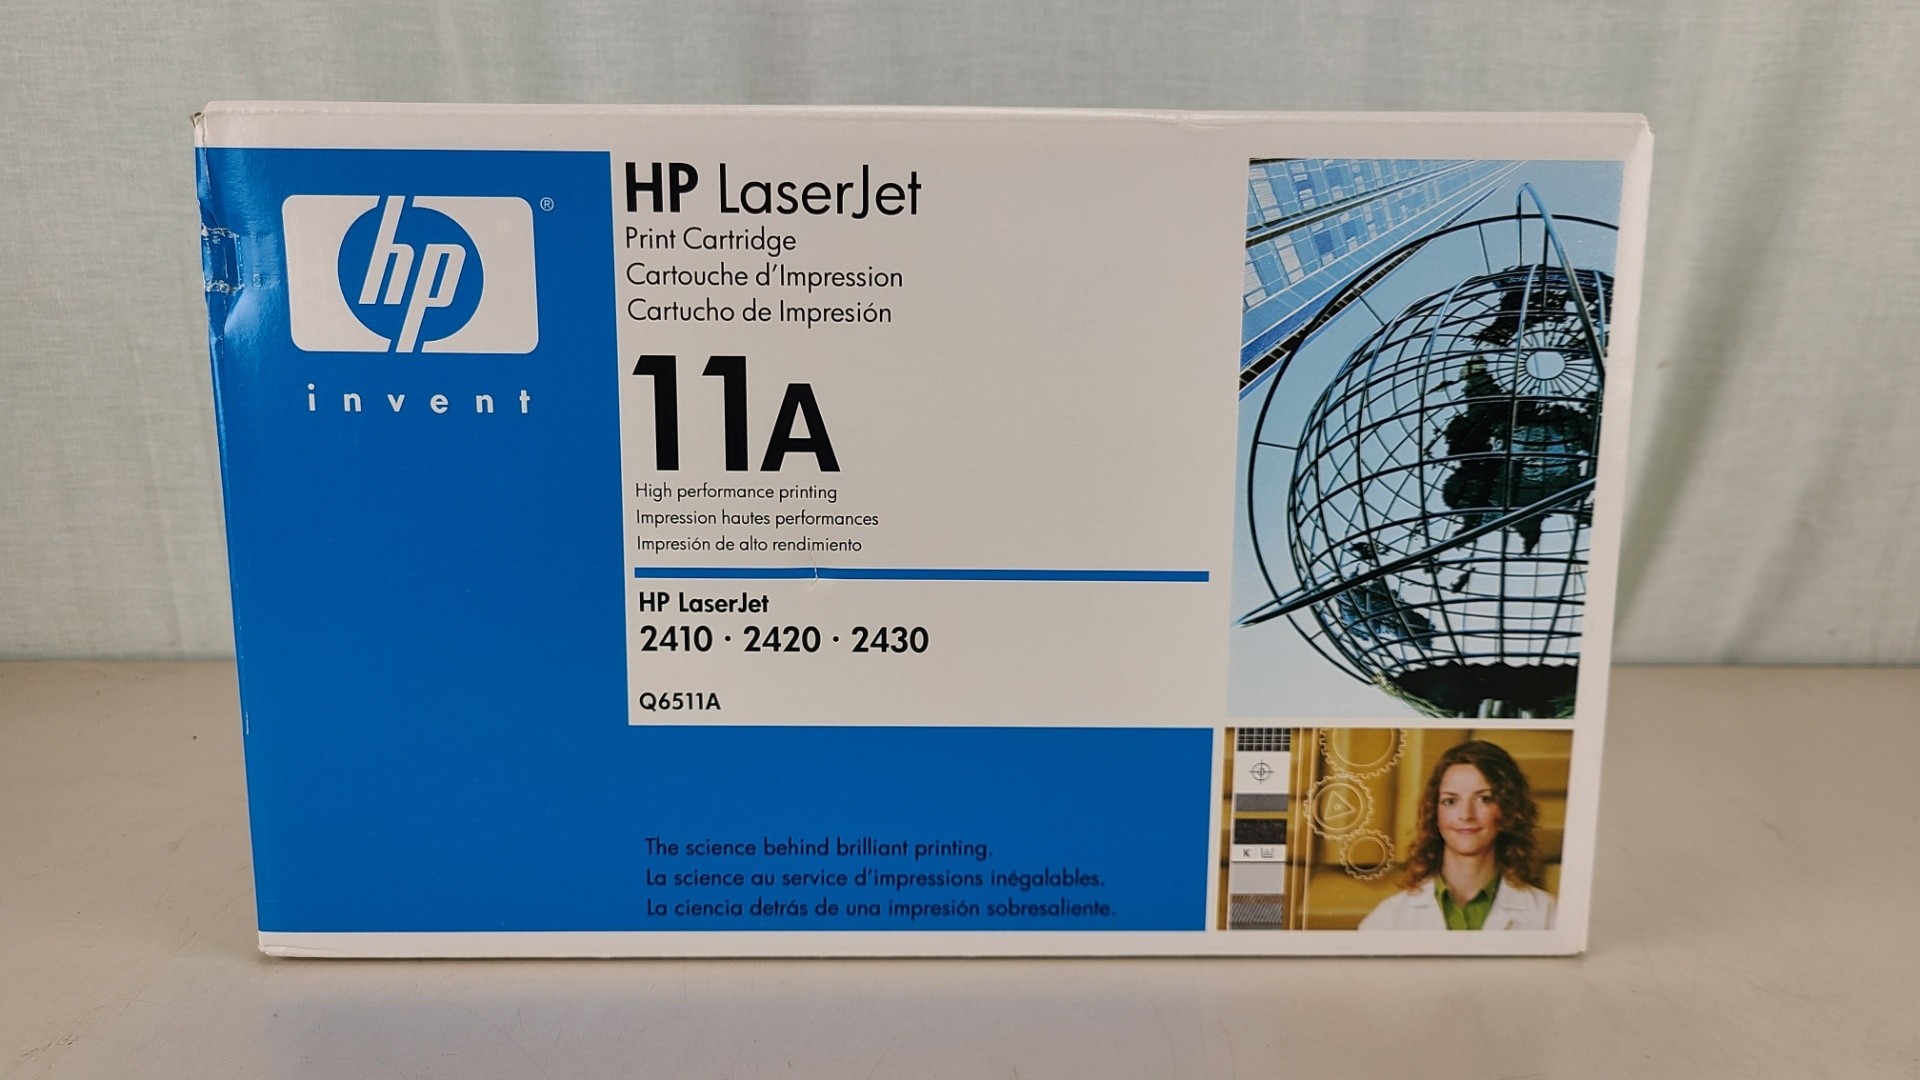 hp
®
invent
HP LaserJet
Print Cartridge
Cartouche d'Impression
Cartucho de Impresión
11A
High performance printing
Impression hautes performances
Impresión de alto rendimiento
HP LaserJet
2410 · 2420 · 2430
Q6511A
The science behind brilliant printing.
La science au service d'impressions inégalables.
La ciencia detrás de una impresión sobresaliente.
K